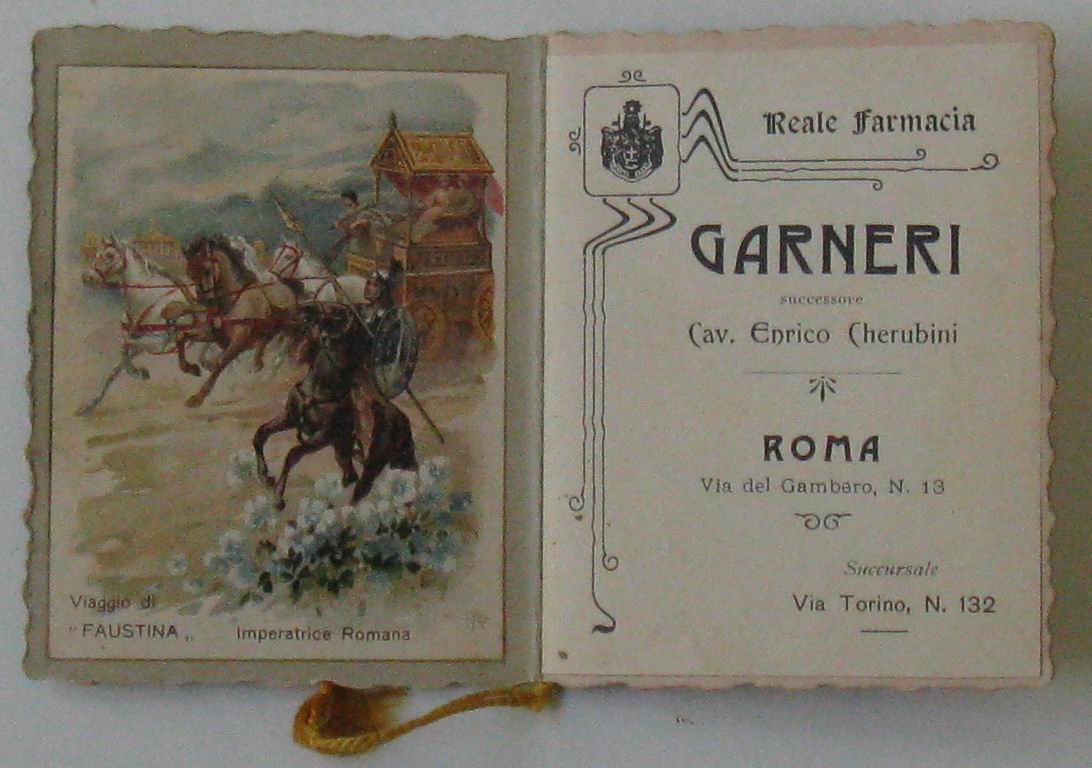 Viaggio di
"FAUSTINA„ Imperatrice Romana
Reale Farmacia
GARNERI
successore
Cav. Enrico Cherubini
ROMA
Via del Gambero, N. 13
Succursale
Via Torino, N. 132